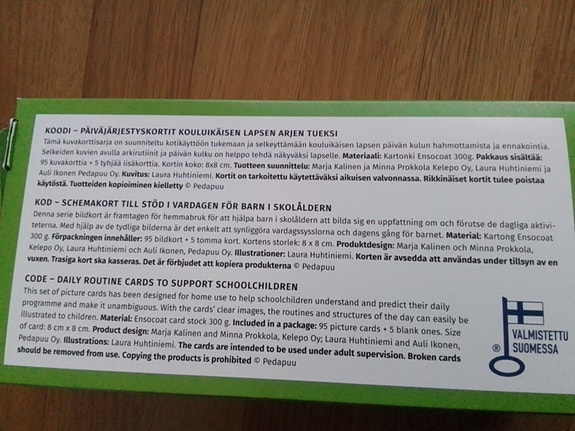 KOODI – PÄIVÄJÄRJESTYSKORTIT KOULUIKÄISEN LAPSEN ARJEN TUEKSI
Tämä kuvakorttisarja on suunniteltu kotikäyttöön tukemaan ja selkeyttämään kouluikäisen lapsen päivän kulun hahmottamista ja ennakointia.
Selkeiden kuvien avulla arkirutiinit ja päivän kulku on helppo tehdä näkyväksi lapselle. Materiaali: Kartonki Ensocoat 300g. Pakkaus sisältää:
95 kuvakorttia + 5 tyhjää lisäkorttia. Kortin koko: 8x8 cm. Tuotteen suunnittelu: Marja Kalinen ja Minna Prokkola Kelepo Oy, Laura Huhtiniemi ja
Auli Ikonen Pedapuu Oy. Kuvitus: Laura Huhtiniemi. Kortit on tarkoitettu käytettäväksi aikuisen valvonnassa. Rikkinäiset kortit tulee poistaa
käytöstä. Tuotteiden kopioiminen kielletty © Pedapuu
KOD – SCHEMAKORT TILL STÖD I VARDAGEN FÖR BARN I SKOLÅLDERN
Denna serie bildkort är framtagen för hemmabruk för att hjälpa barn i skolåldern att bilda sig en uppfattning om och förutse de dagliga aktivi-
teterna. Med hjälp av de tydliga bilderna är det enkelt att synliggöra vardagssysslorna och dagens gång för barnet. Material: Kartong Ensocoat
300 g. Förpackningen innehåller: 95 bildkort + 5 tomma kort. Kortens storlek: 8 x 8 cm. Produktdesign: Marja Kalinen och Minna Prokkola,
Kelepo Oy, Laura Huhtiniemi och Auli Ikonen, Pedapuu Oy. Illustrationer: Laura Huhtiniemi. Korten är avsedda att användas under tillsyn av en
vuxen. Trasiga kort ska kasseras. Det är förbjudet att kopiera produkterna © Pedapuu
CODE – DAILY ROUTINE CARDS TO SUPPORT SCHOOLCHILDREN
This set of picture cards has been designed for home use to help schoolchildren understand and predict their daily
programme and make it unambiguous. With the cards' clear images, the routines and structures of the day can easily be
illustrated to children. Material: Ensocoat card stock 300 g. Included in a package: 95 picture cards + 5 blank ones. Size
of card: 8 cm x 8 cm. Product design: Marja Kalinen and Minna Prokkola, Kelepo Oy; Laura Huhtiniemi and Auli Ikonen,
Pedapuu Oy. Illustrations: Laura Huhtiniemi. The cards are intended to be used under adult supervision. Broken cards
should be removed from use. Copying the products is prohibited © Pedapuu
VALMISTETTU
® SUOMESSA